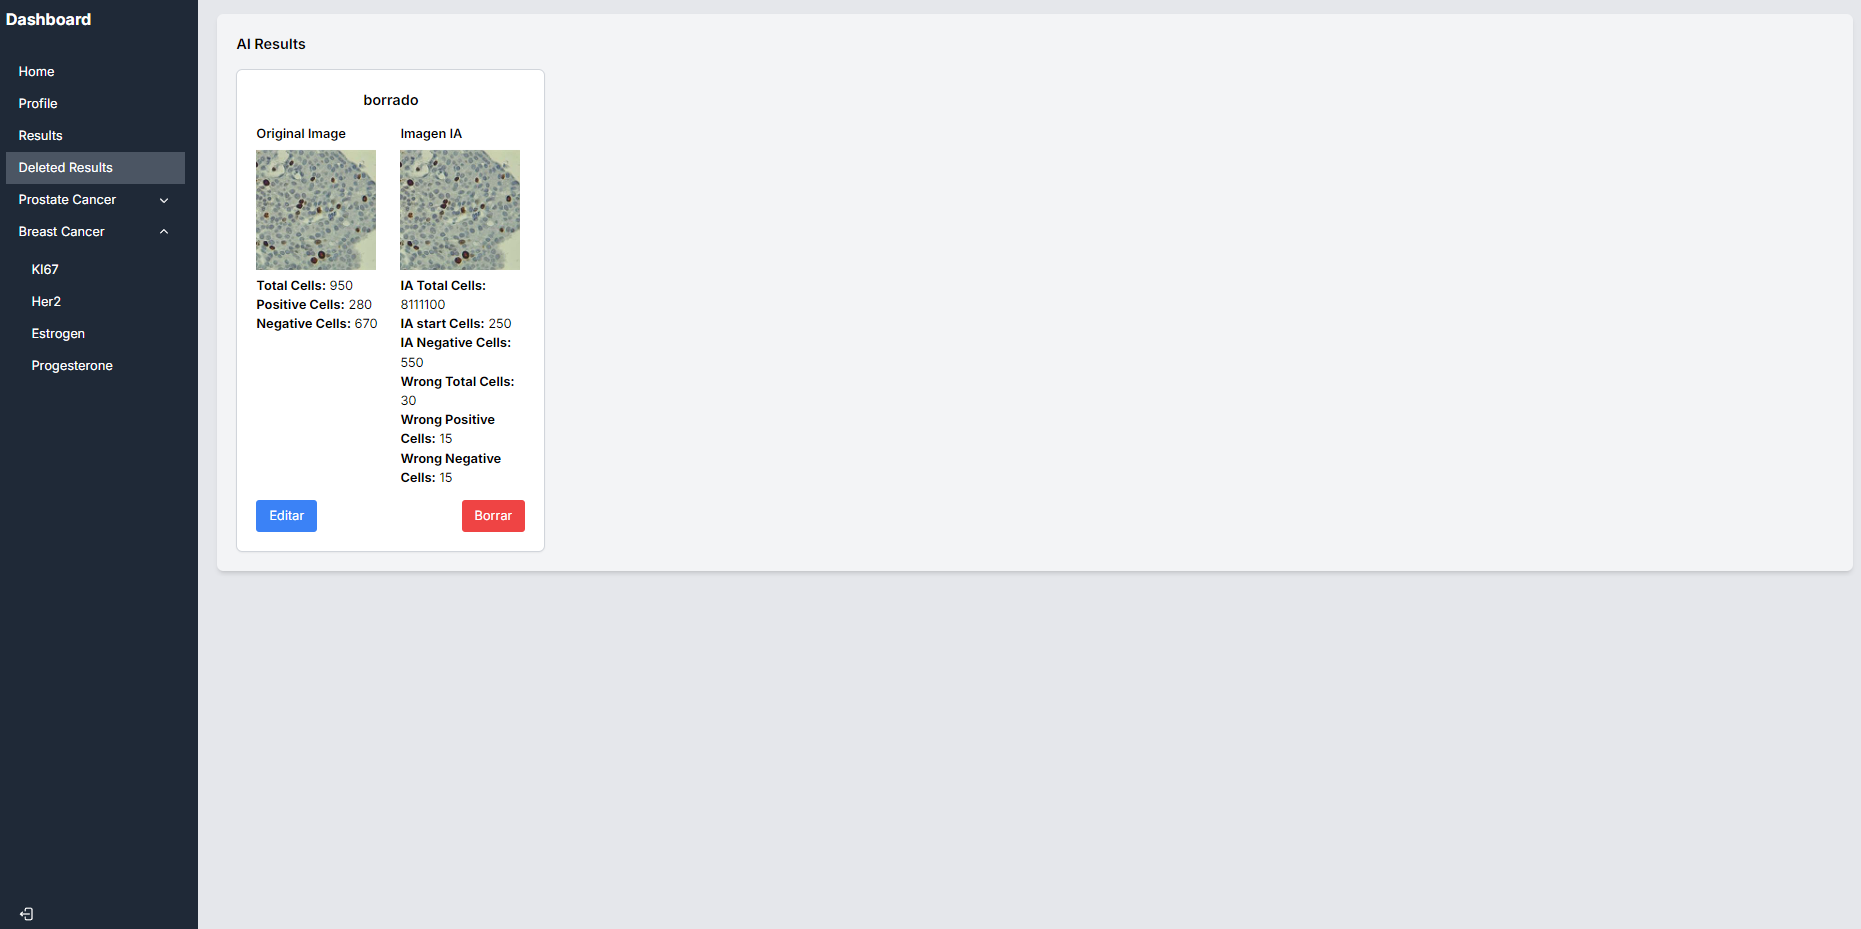 Dashboard
Home
Profile
Results
Deleted Results
Prostate Cancer
Breast Cancer
KI67
Her2
Estrogen
Progesterone
AI Results
borrado
Original Image
Total Cells: 950
Positive Cells: 280
Negative Cells: 670
Imagen IA
IA Total Cells:
8111100
IA start Cells: 250
IA Negative Cells:
550
Wrong Total Cells:
30
Wrong Positive
Cells: 15
Wrong Negative
Cells: 15
Editar
Borrar